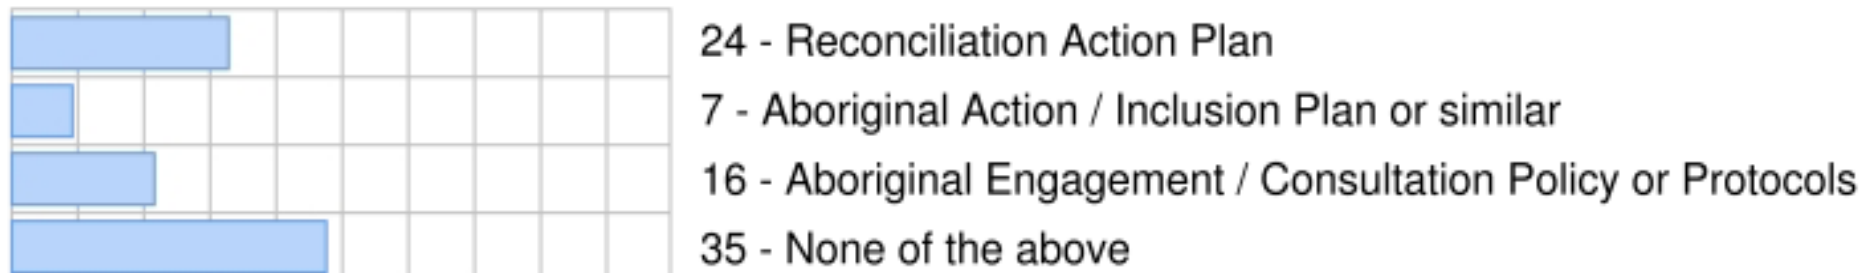 24 - Reconciliation Action Plan
7 - Aboriginal Action / Inclusion Plan or similar
16 - Aboriginal Engagement / Consultation Policy or Protocols
35 - None of the above